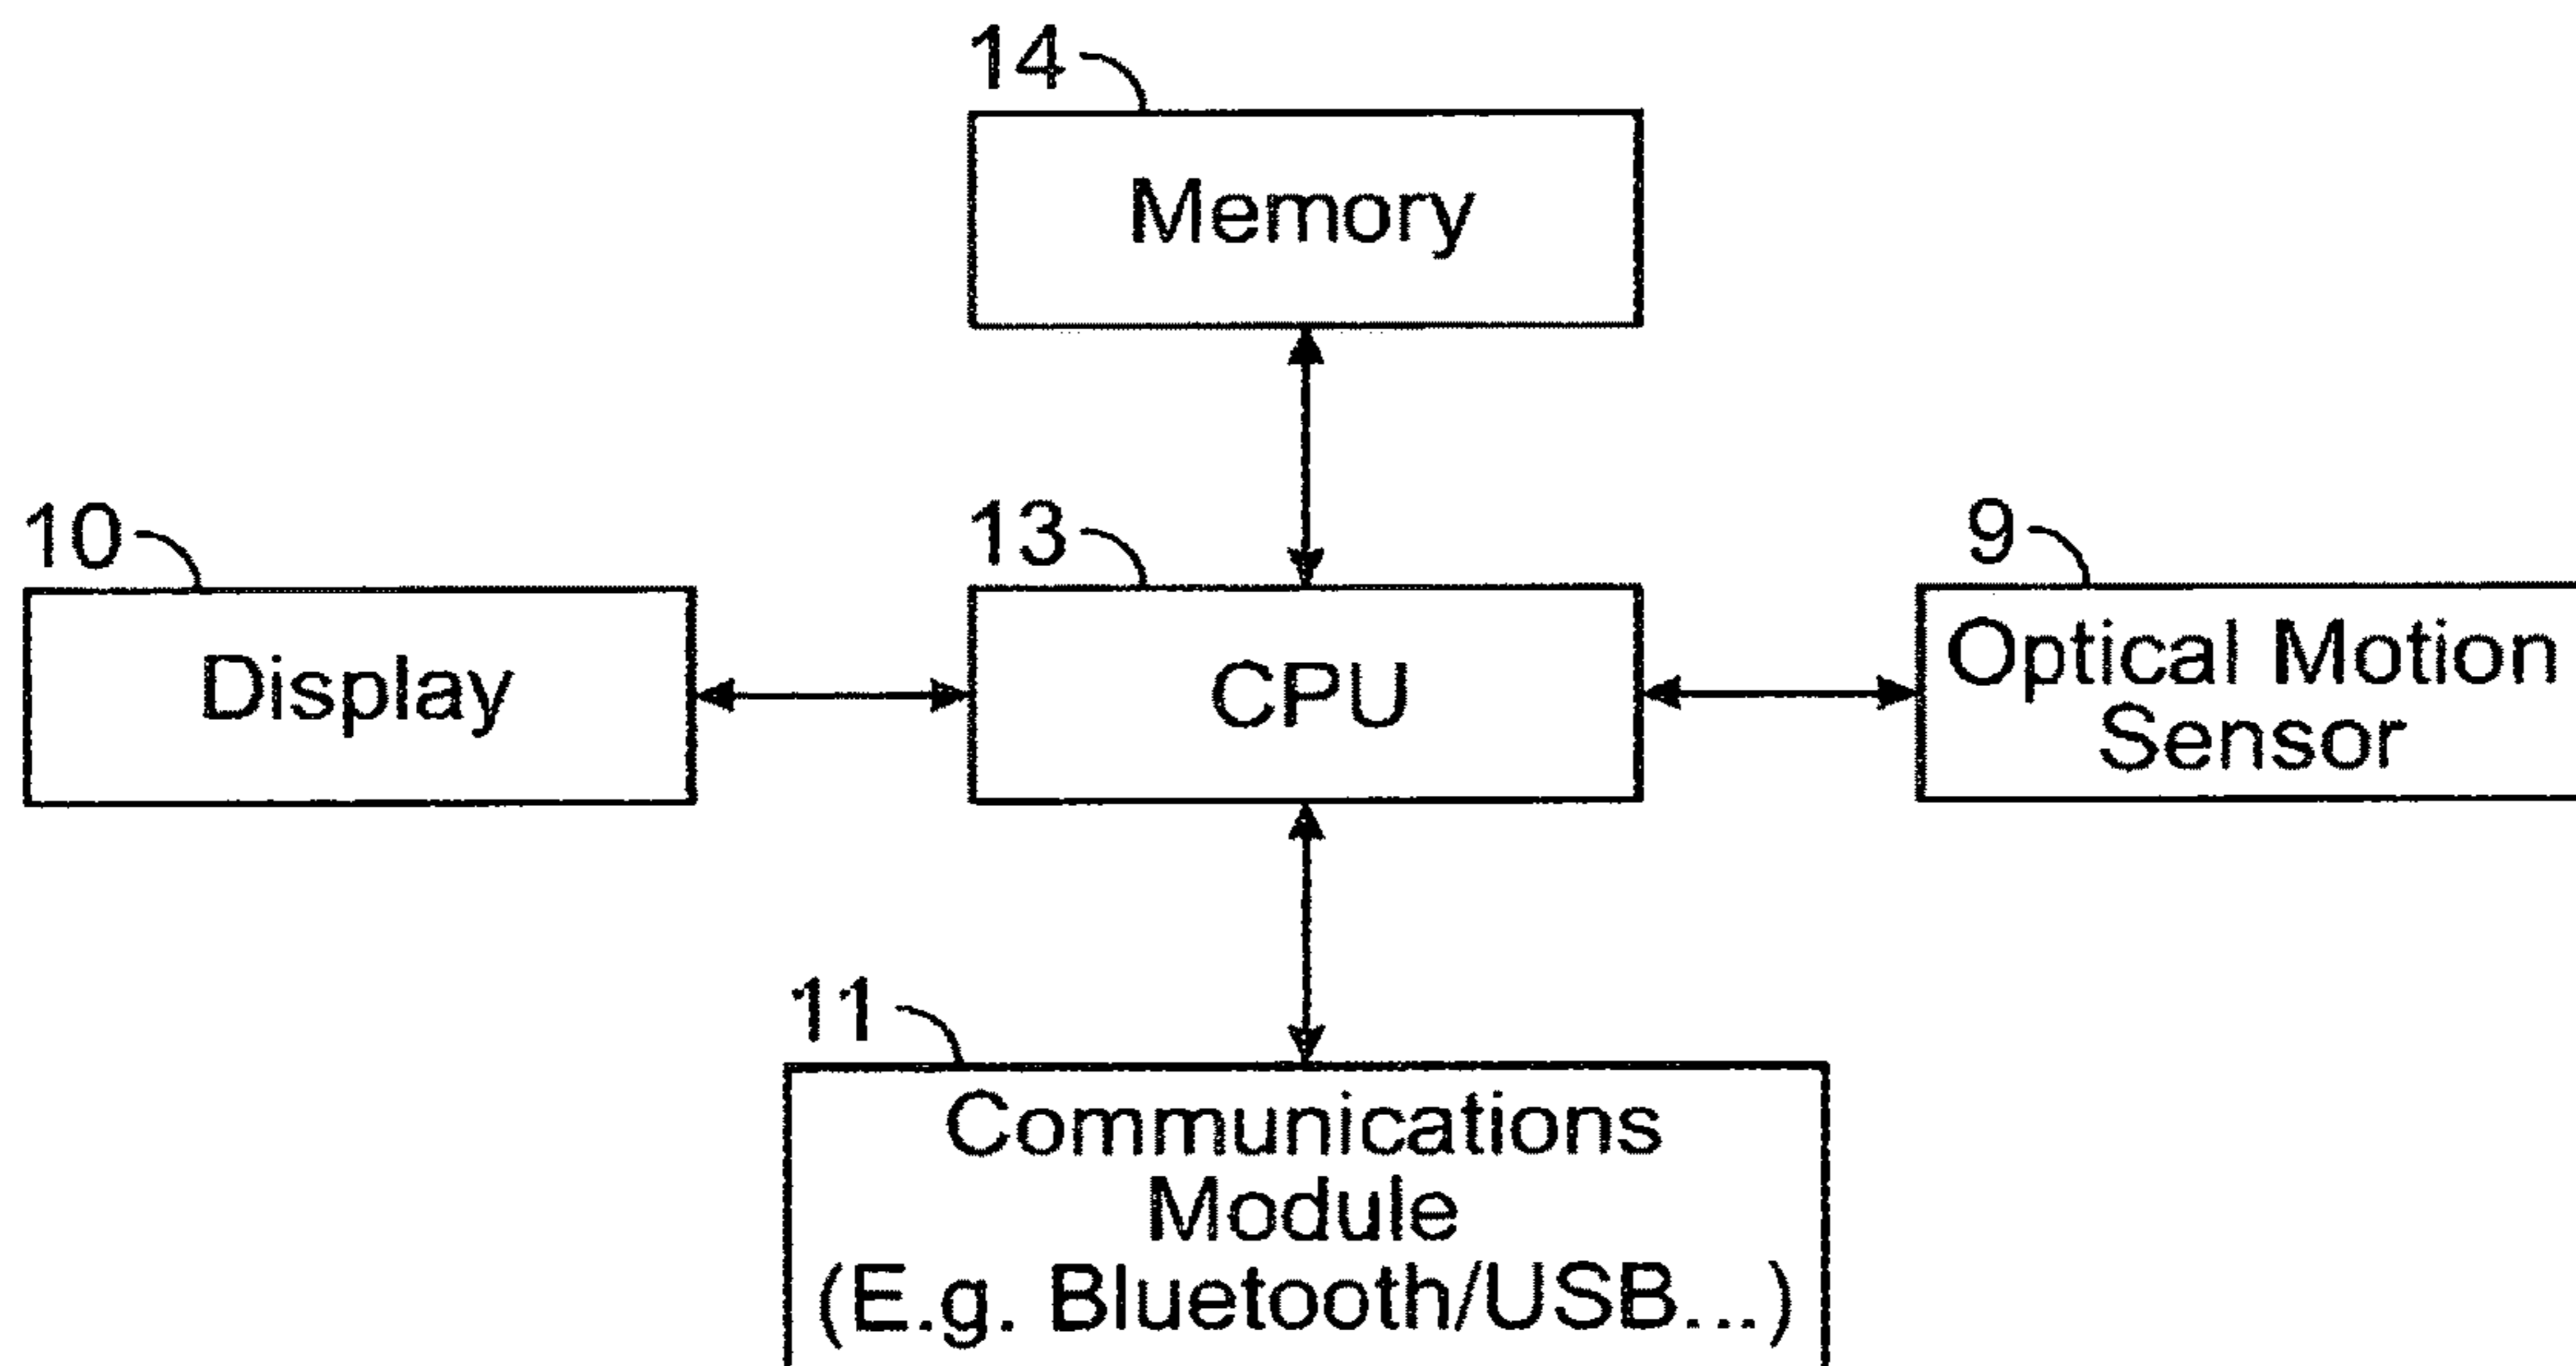 14
Memory
10
13
9
Display
CPU
Optical Motion
Sensor
11
Communications
Module
(E.g. Bluetooth/USB...)